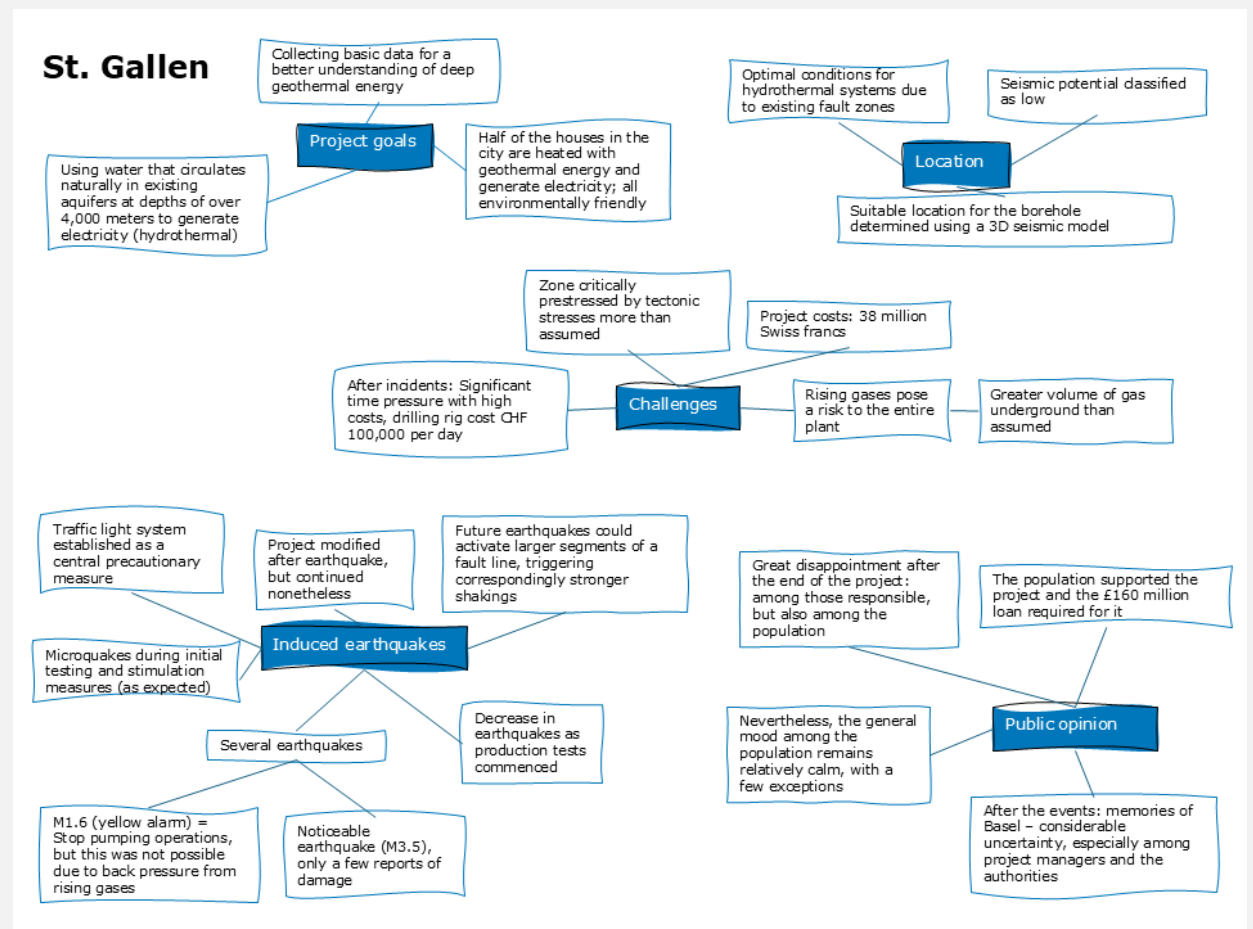 St. Gallen
Collecting basic data for a
better understanding of deep
geothermal energy
Project goals
Using water that circulates
naturally in existing
aquifers at depths of over
4,000 meters to generate
electricity (hydrothermal)
Half of the houses in the
city are heated with
geothermal energy and
generate electricity; all
environmentally friendly
Optimal conditions for
hydrothermal systems due
to existing fault zones
Seismic potential classified
as low
Location
Suitable location for the borehole
determined using a 3D seismic model
Zone critically
prestressed by tectonic
stresses more than
assumed
Project costs: 38 million
Swiss francs
After incidents: Significant
time pressure with high
costs, drilling rig cost CHF
100,000 per day
Challenges
Rising gases pose
a risk to the entire
plant
Greater volume of gas
underground than
assumed
Traffic light system
established as a
central precautionary
measure
Project modified
after earthquake,
but continued
nonetheless
Future earthquakes could
activate larger segments of a
fault line, triggering
correspondingly stronger
shakings
Induced earthquakes
Microquakes during initial
testing and stimulation
measures (as expected)
Several earthquakes
Decrease in
earthquakes as
production tests
commenced
M1.6 (yellow alarm) =
Stop pumping operations,
but this was not possible
due to back pressure from
rising gases
Noticeable
earthquake (M3.5),
only a few reports of
damage
Great disappointment after
the end of the project:
among those responsible,
but also among the
population
The population supported the
project and the £160 million
loan required for it
Public opinion
Nevertheless, the general
mood among the
population remains
relatively calm, with a
few exceptions
After the events: memories of
Basel – considerable
uncertainty, especially among
project managers and the
authorities